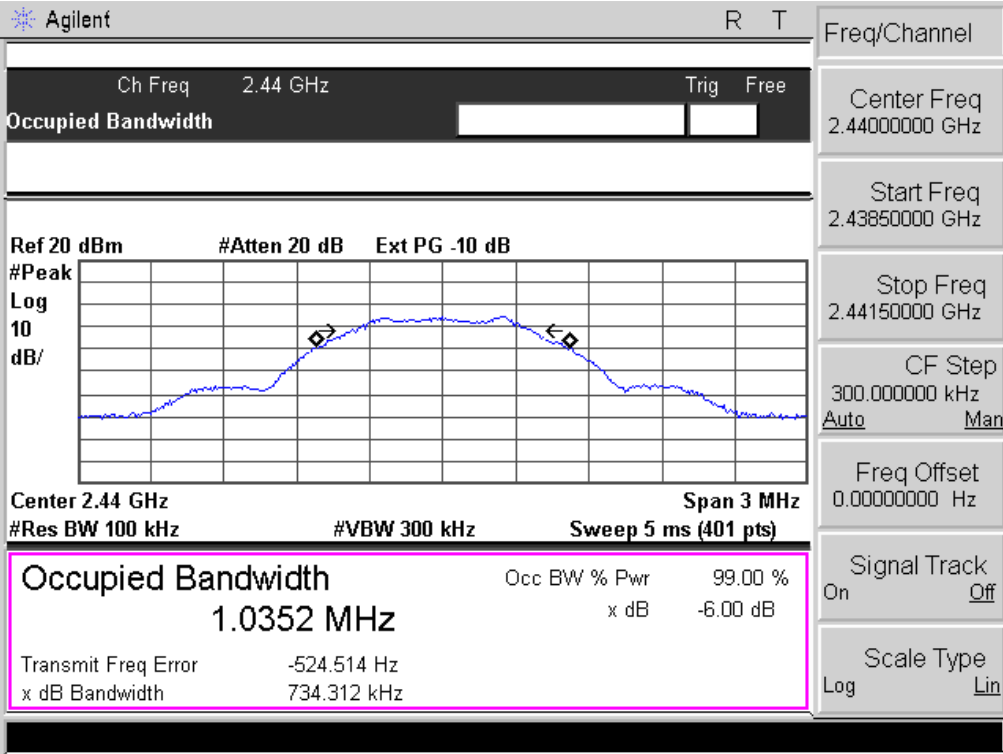 Agilent R T
Ch Freq 2.44 GHz Trig Free
Occupied Bandwidth
Ref 20 dBm #Atten 20 dB Ext PG -10 dB
#Peak
Log
10
dB/
Center 2.44 GHz Span 3 MHz
#Res BW 100 kHz #VBW 300 kHz Sweep 5 ms (401 pts)
Occupied Bandwidth
1.0352 MHz
Occ BW % Pwr 99.00 %
x dB -6.00 dB
Transmit Freq Error -524.514 Hz
x dB Bandwidth 734.312 kHz
Freq/Channel
Center Freq
2.44000000 GHz
Start Freq
2.43850000 GHz
Stop Freq
2.44150000 GHz
CF Step
300.000000 kHz
Auto Man
Freq Offset
0.00000000 Hz
Signal Track
On Off
Scale Type
Log Lin